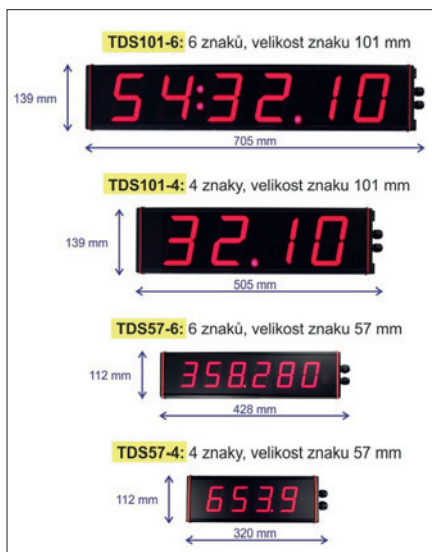 TDS101-6: 6 znaků, velikost znaku 101 mm
139 mm
54:32.10
705 mm
TDS101-4: 4 znaky, velikost znaku 101 mm
139 mm
32.10
505 mm
TDS57-6: 6 znaků, velikost znaku 57 mm
112 mm
358.280
428 mm
TDS57-4: 4 znaky, velikost znaku 57 mm
112 mm
653.9
320 mm